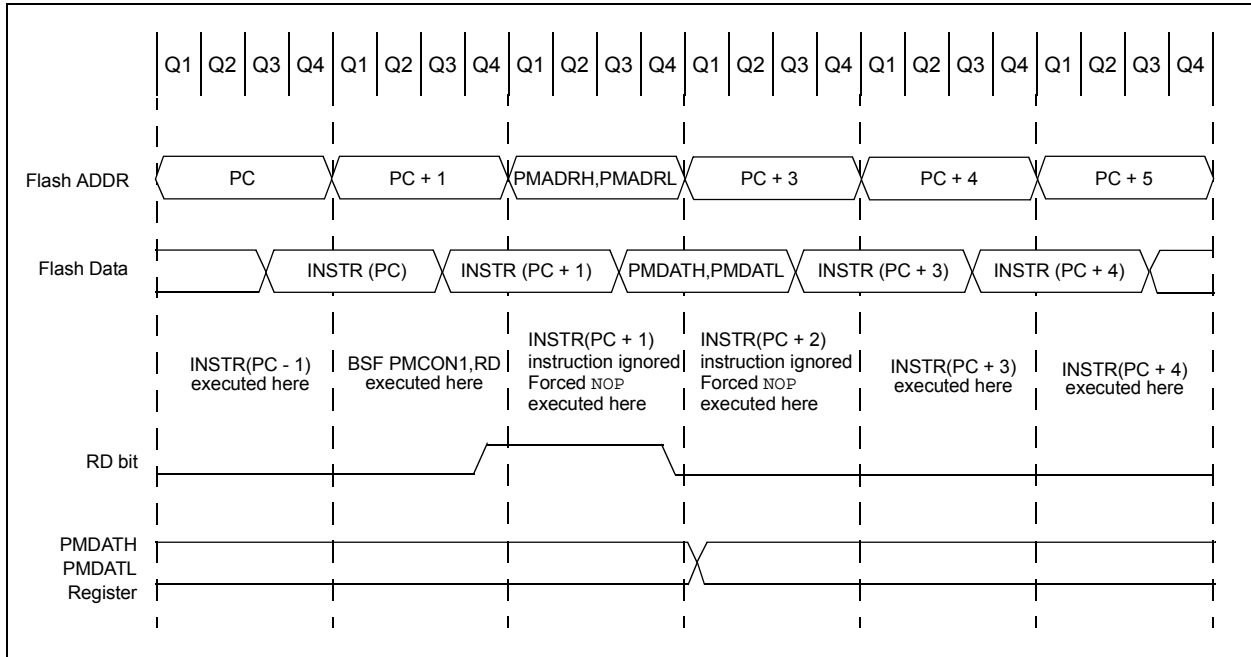 Q1 Q2 Q3 Q4 Q1 Q2 Q3 Q4 Q1 Q2 Q3 Q4 Q1 Q2 Q3 Q4 Q1 Q2 Q3 Q4 Q1 Q2 Q3 Q4
Flash ADDR
PC
PC + 1
PMADRH,PMADRL
PC + 3
PC + 4
PC + 5
Flash Data
INSTR (PC)
INSTR (PC + 1)
PMDATH,PMDATL
INSTR (PC + 3)
INSTR (PC + 4)
INSTR(PC - 1)
executed here
BSF PMCON1,RD
executed here
INSTR(PC + 1)
instruction ignored
Forced NOP
executed here
INSTR(PC + 2)
instruction ignored
Forced NOP
executed here
INSTR(PC + 3)
executed here
INSTR(PC + 4)
executed here
RD bit
PMDATH
PMDATL
Register